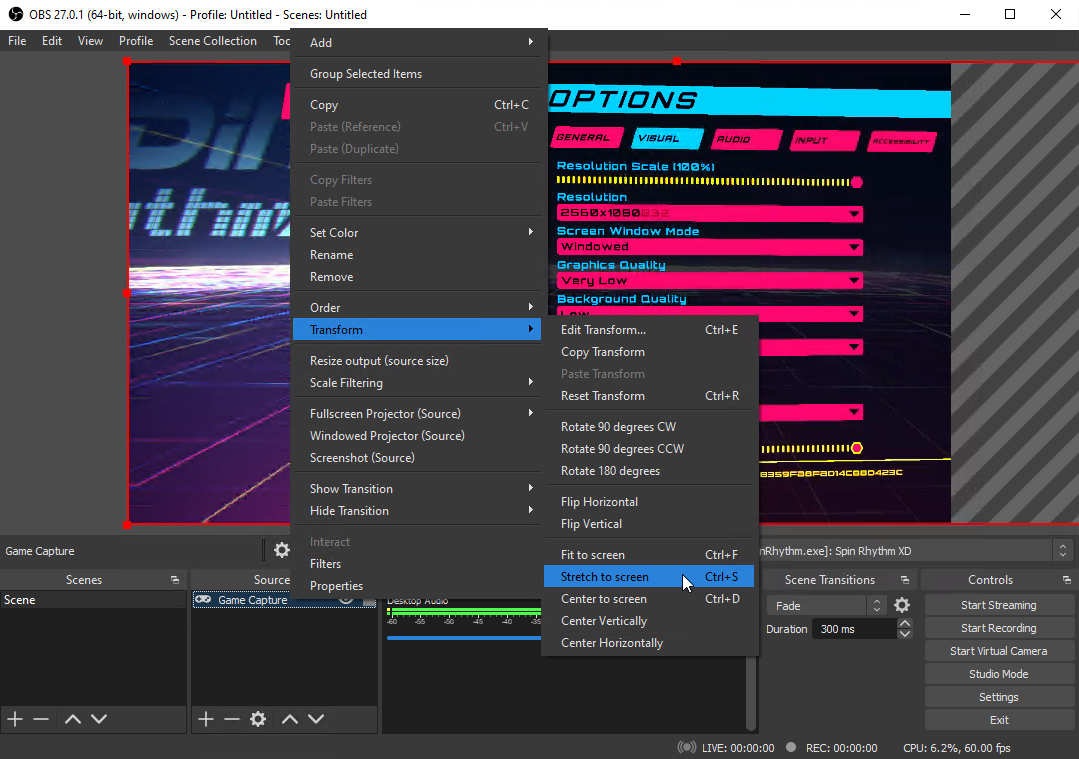 OBS 27.0.1 (64-bit, windows) - Profile: Untitled - Scenes: Untitled
File Edit View Profile Scene Collection
Add
Group Selected Items
Copy Ctrl+C
Paste (Reference) Ctrl+V
Paste (Duplicate)
Copy Filters
Paste Filters
Set Color
Rename
Remove
Order
Transform
Resize output (source size)
Scale Filtering
Fullscreen Projector (Source)
Windowed Projector (Source)
Screenshot (Source)
Show Transition
Hide Transition
Interact
Filters
Properties
OPTIONS
GENERAL VISUAL AUDIO INPUT ACCESSIBILITY
Resolution Scale (100%)
Resolution
2560x1080@32
Screen Window Mode
Windowed
Graphics Quality
Very Low
Background Quality
Low
Edit Transform... Ctrl+E
Copy Transform
Paste Transform
Reset Transform Ctrl+R
Rotate 90 degrees CW
Rotate 90 degrees CCW
Rotate 180 degrees
Flip Horizontal
Flip Vertical
Fit to screen Ctrl+F
Stretch to screen Ctrl+S
Center to screen Ctrl+D
Center Vertically
Center Horizontally
Game Capture
Spin Rhythm XD
Scenes
Scene
Game Capture
Desktop Audio
-60 -55 -50 -45 -40 -35
Scene Transitions
Fade
Duration 300 ms
Controls
Start Streaming
Start Recording
Start Virtual Camera
Studio Mode
Settings
Exit
LIVE: 00:00:00 REC: 00:00:00 CPU: 6.2%, 60.00 fps